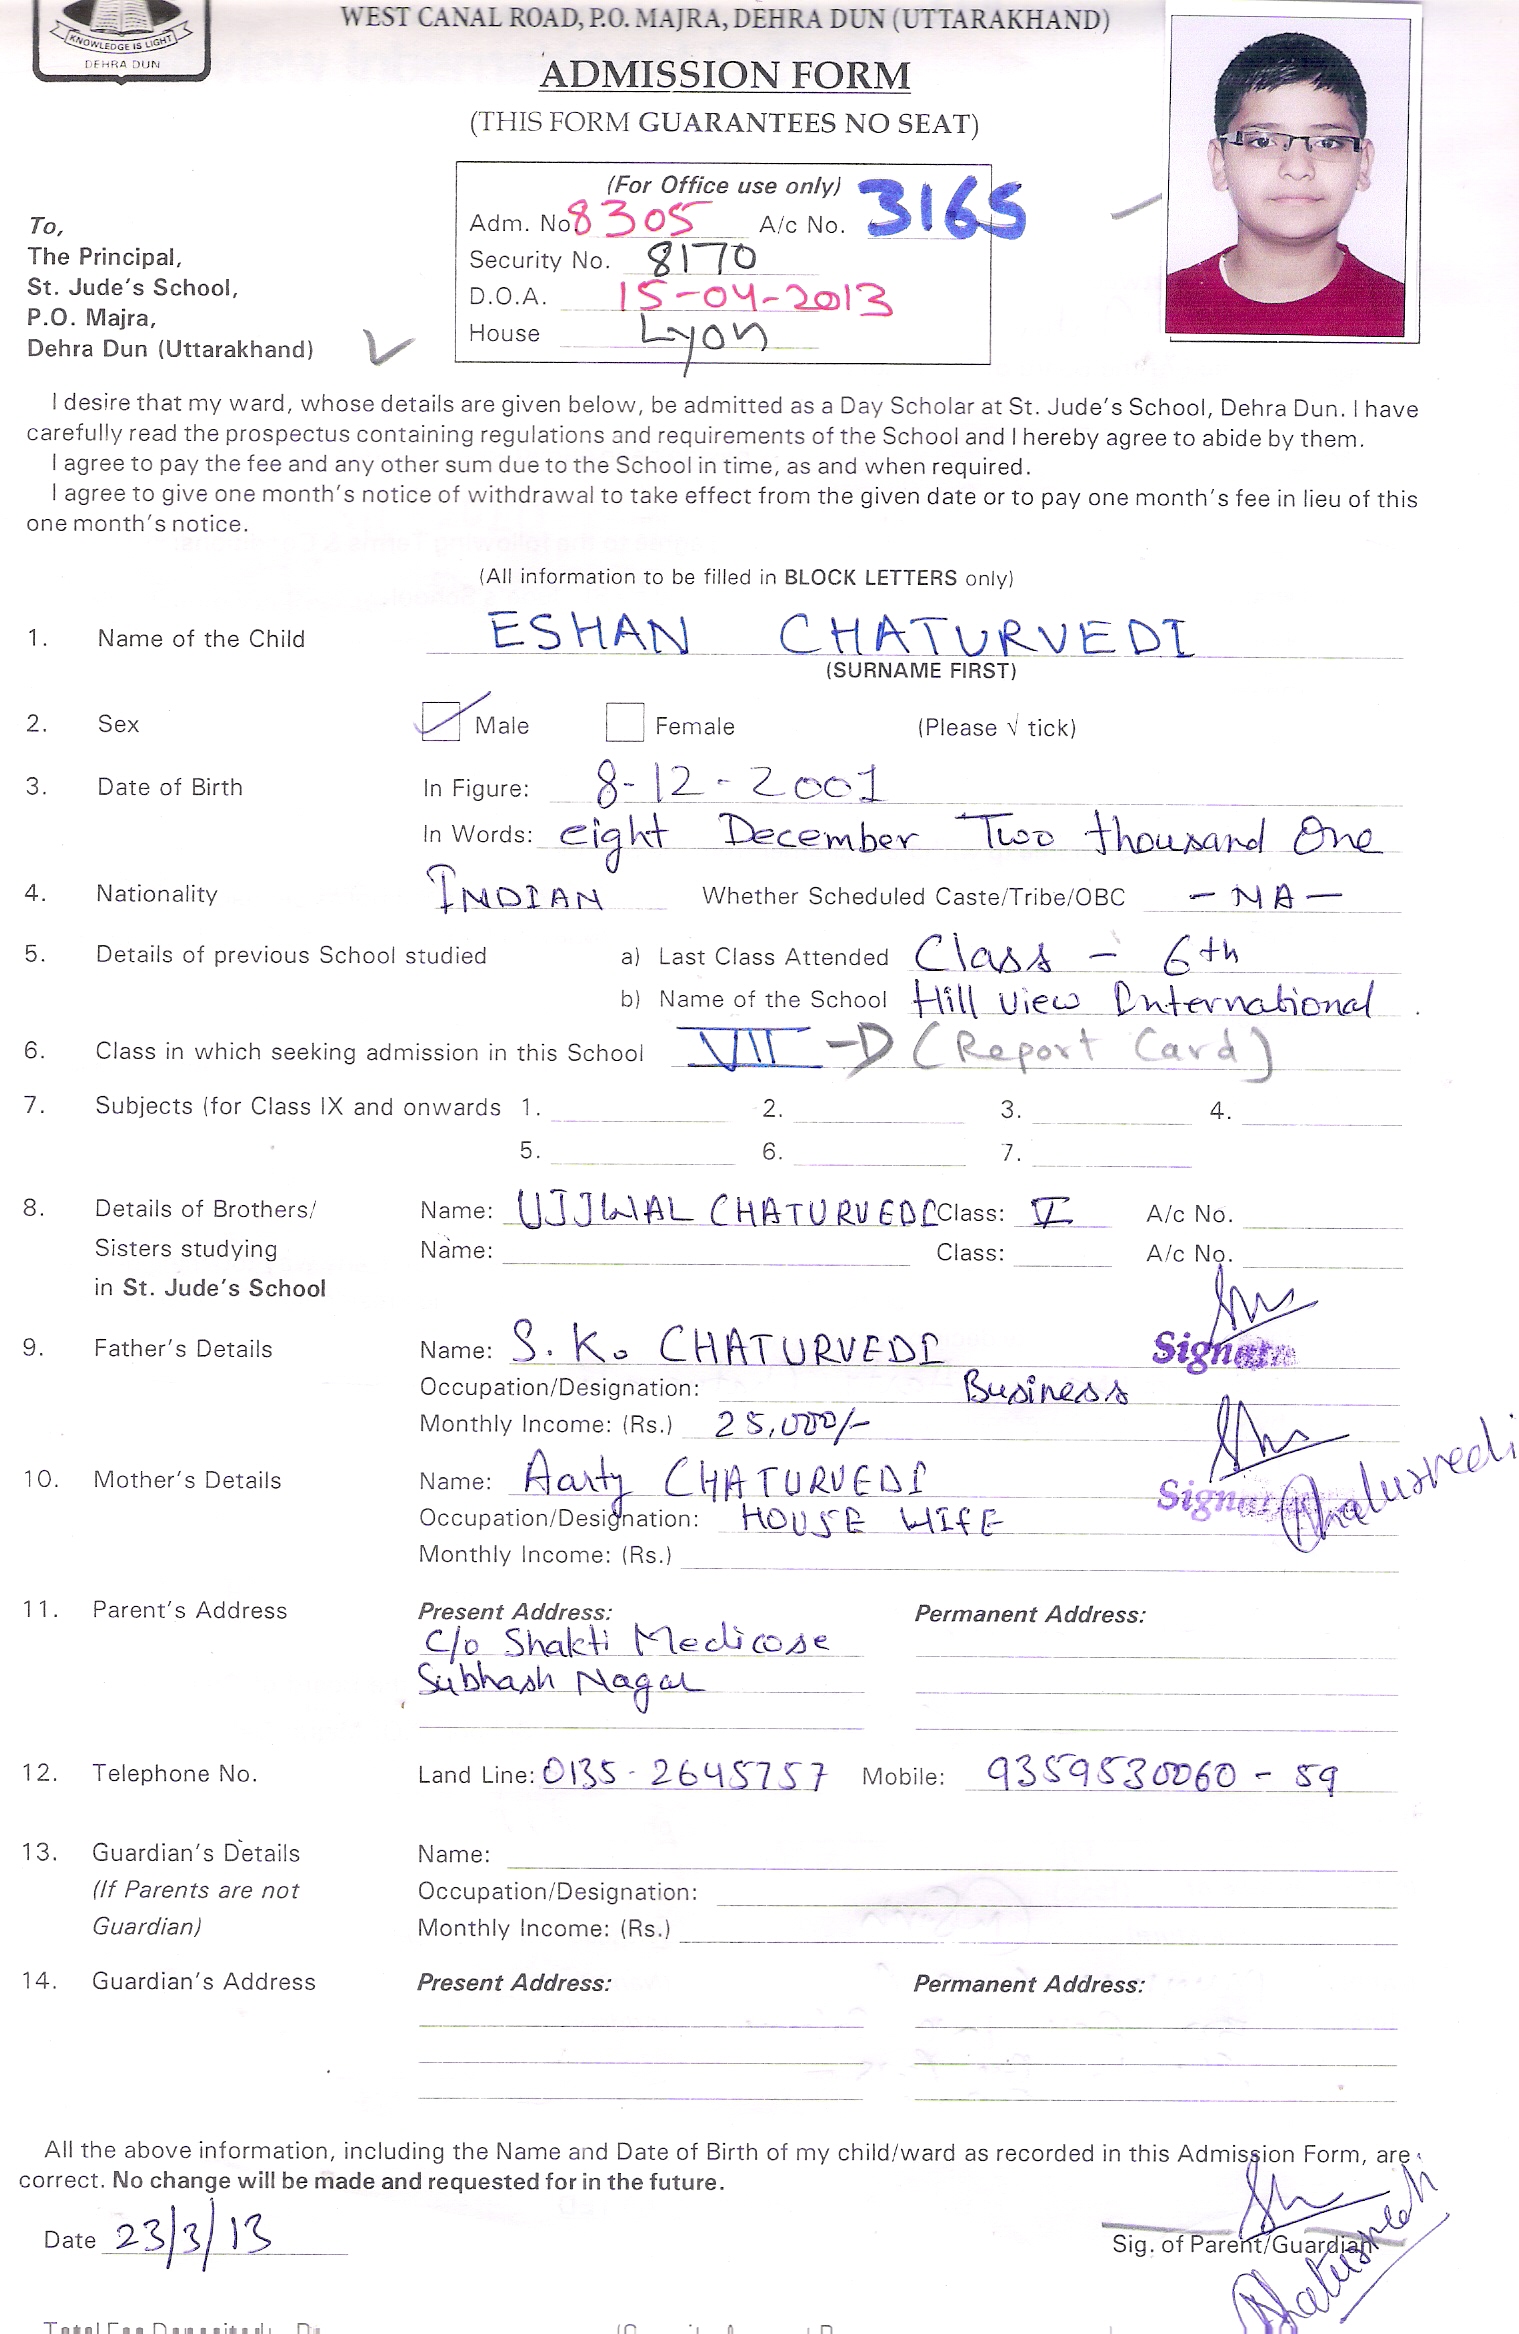 KNOWLEDGE IS LIGHT
DEHRA DUN
WEST CANAL ROAD, P.O. MAJRA, DEHRA DUN (UTTARAKHAND)
ADMISSION FORM
(THIS FORM GUARANTEES NO SEAT)
(For Office use only)
Adm. No. 8305 A/c No. 3165
Security No. 8170
D.O.A. 15-04-2013
House Lyon
To,
The Principal,
St. Jude's School,
P.O. Majra,
Dehra Dun (Uttarakhand)
I desire that my ward, whose details are given below, be admitted as a Day Scholar at St. Jude's School, Dehra Dun. I have
carefully read the prospectus containing regulations and requirements of the School and I hereby agree to abide by them.
I agree to pay the fee and any other sum due to the School in time, as and when required.
I agree to give one month's notice of withdrawal to take effect from the given date or to pay one month's fee in lieu of this
one month's notice.
(All information to be filled in BLOCK LETTERS only)
1. Name of the Child ESHAN CHATURVEDI
(SURNAME FIRST)
2. Sex Male Female (Please √ tick)
3. Date of Birth In Figure: 8-12-2001
In Words: eight December Two thousand One
4. Nationality INDIAN Whether Scheduled Caste/Tribe/OBC - NA -
5. Details of previous School studied a) Last Class Attended Class - 6th
b) Name of the School Hill View International
6. Class in which seeking admission in this School VII - D (Report Card)
7. Subjects (for Class IX and onwards 1. 2. 3. 4.
5. 6. 7.
8. Details of Brothers/ Name: UJJWAL CHATURVEDI Class: V A/c No.
Sisters studying Name: Class: A/c No.
in St. Jude's School
9. Father's Details Name: S. K. CHATURVEDI
Occupation/Designation: Business
Monthly Income: (Rs.) 25,000/-
10. Mother's Details Name: Aarty CHATURVEDI Chaturvedi
Occupation/Designation: HOUSE WIFE
Monthly Income: (Rs.)
11. Parent's Address Present Address: Permanent Address:
C/o Shakti Medicose
Subhash Nagar
12. Telephone No. Land Line: 0135-2645757 Mobile: 9359530060 - 59
13. Guardian's Details Name:
(If Parents are not Occupation/Designation:
Guardian) Monthly Income: (Rs.)
14. Guardian's Address Present Address: Permanent Address:
All the above information, including the Name and Date of Birth of my child/ward as recorded in this Admission Form, are
correct. No change will be made and requested for in the future.
Date 23/3/13
Sig. of Parent/Guardian